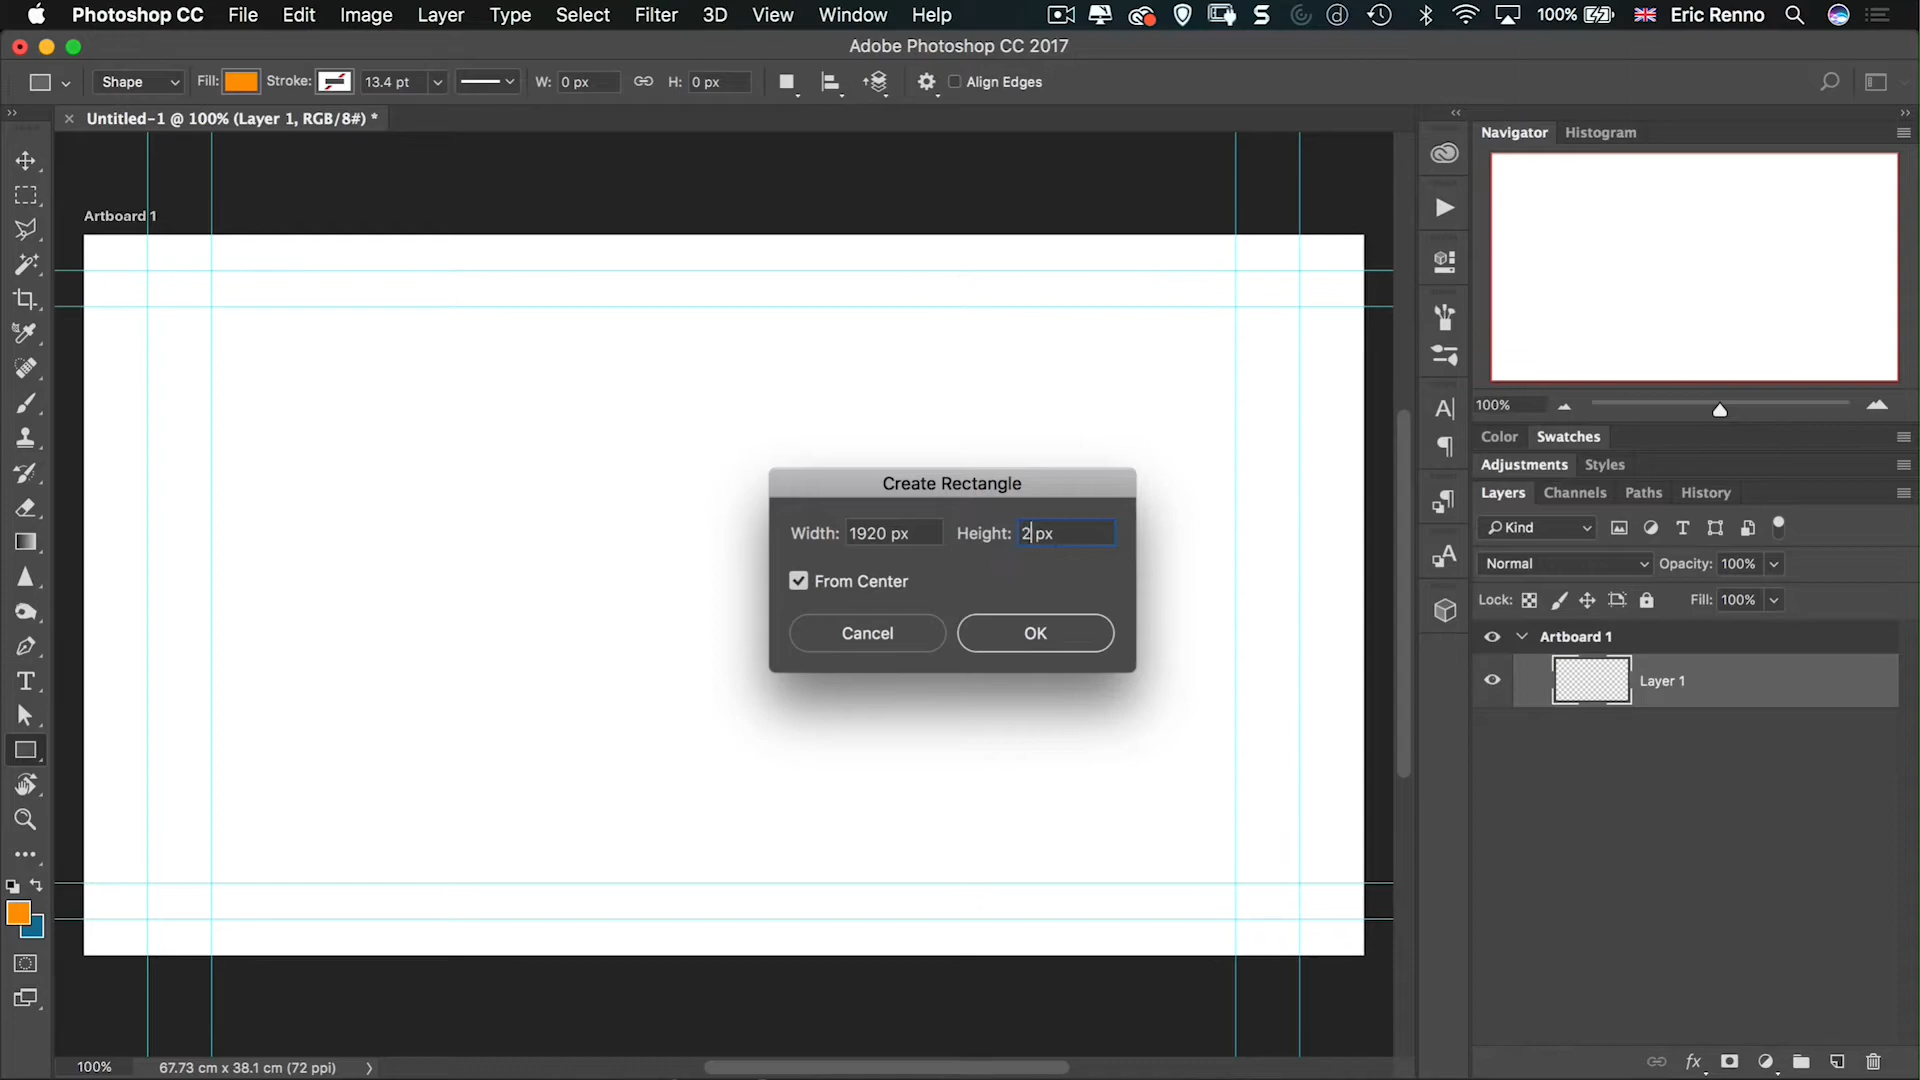 Photoshop CC File Edit Image Layer Type Select Filter 3D View Window Help 100% Eric Renno
Adobe Photoshop CC 2017
Shape Fill: Stroke: 13.4 pt W: 0 px H: 0 px Align Edges
Untitled-1 @ 100% (Layer 1, RGB/8#) *
Navigator Histogram
Artboard 1
100%
Color Swatches
Adjustments Styles
Layers Channels Paths History
Kind
Normal Opacity: 100%
Lock: Fill: 100%
Artboard 1
Layer 1
Create Rectangle
Width: 1920 px Height: 2 px
From Center
Cancel OK
100% 67.73 cm x 38.1 cm (72 ppi)